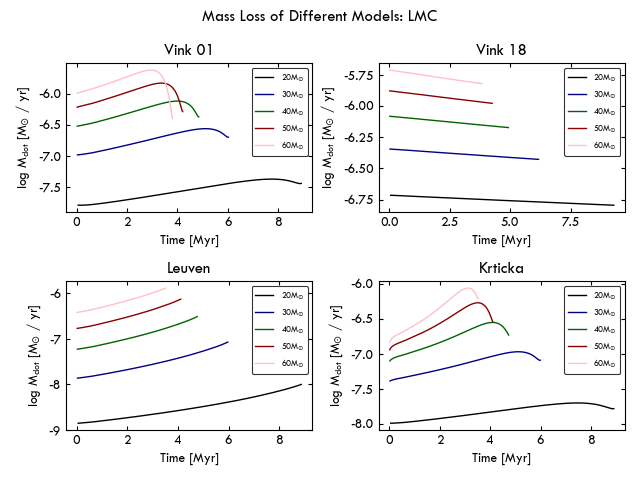 Mass Loss of Different Models: LMC
Vink 01
log Mdot [M⊙ / yr]
-6.0
-6.5
-7.0
-7.5
20M⊙
30M⊙
40M⊙
50M⊙
60M⊙
0 2 4 6 8
Time [Myr]
Vink 18
log Mdot [M⊙ / yr]
-5.75
-6.00
-6.25
-6.50
-6.75
20M⊙
30M⊙
40M⊙
50M⊙
60M⊙
0.0 2.5 5.0 7.5
Time [Myr]
Leuven
log Mdot [M⊙ / yr]
-6
-7
-8
-9
20M⊙
30M⊙
40M⊙
50M⊙
60M⊙
0 2 4 6 8
Time [Myr]
Krticka
log Mdot [M⊙ / yr]
-6.0
-6.5
-7.0
-7.5
-8.0
20M⊙
30M⊙
40M⊙
50M⊙
60M⊙
0 2 4 6 8
Time [Myr]